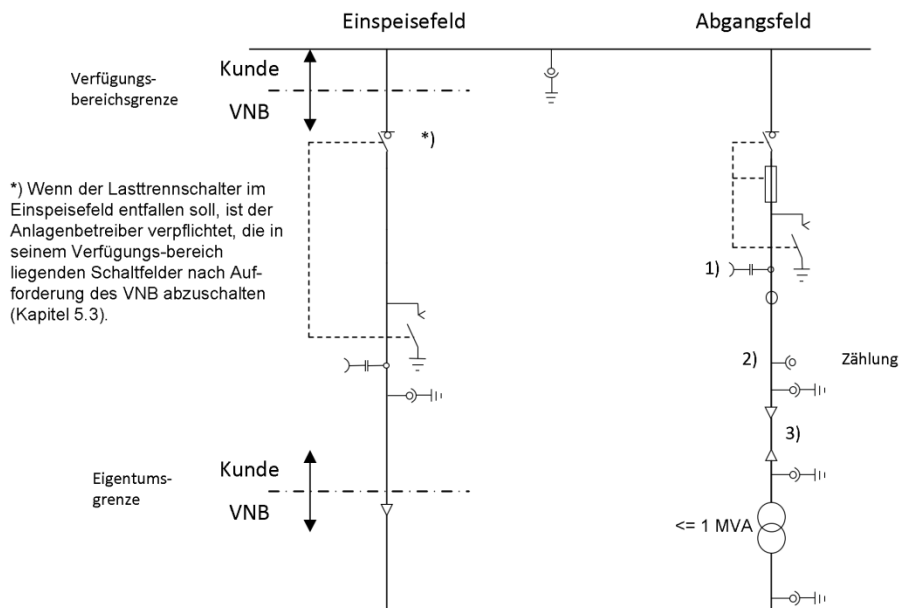 Einspeisefeld
Abgangsfeld
Verfügungs-
bereichsgrenze
Kunde
VNB
*)
*) Wenn der Lasttrennschalter im
Einspeisefeld entfallen soll, ist der
Anlagenbetreiber verpflichtet, die in
seinem Verfügungs-bereich
liegenden Schaltfelder nach Auf-
forderung des VNB abzuschalten
(Kapitel 5.3).
1)
2)
Zählung
3)
Eigentums-
grenze
Kunde
VNB
<= 1 MVA